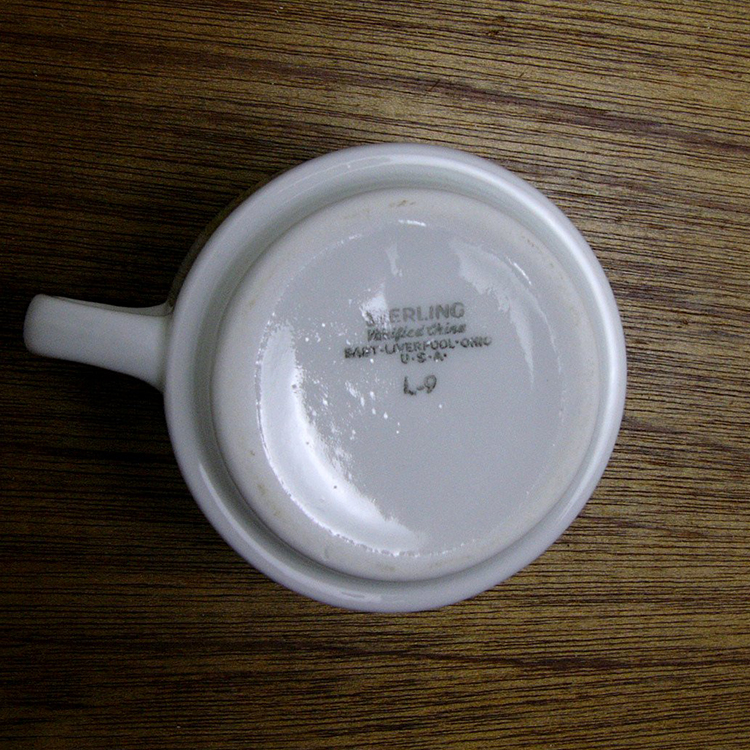 STERLING
Vitrified China
EAST·LIVERPOOL·OHIO
U·S·A·
L-9